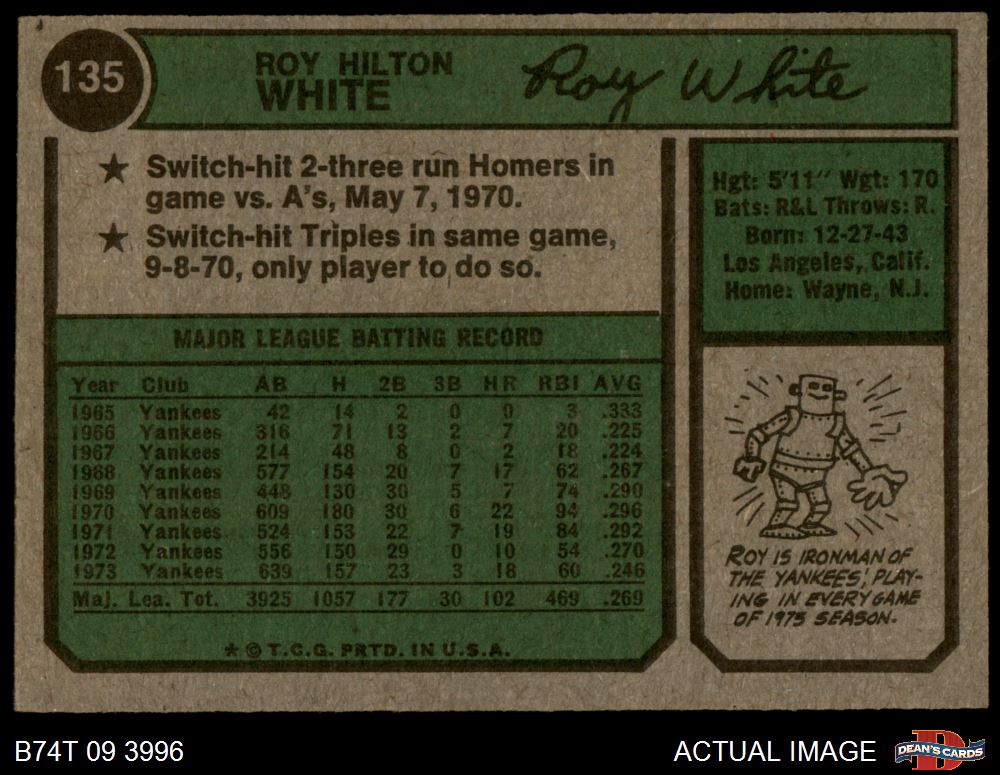 135
ROY HILTON
WHITE
Roy White
★ Switch-hit 2-three run Homers in
game vs. A's, May 7, 1970.
★ Switch-hit Triples in same game,
9-8-70, only player to do so.
Hgt: 5'11" Wgt: 170
Bats: R&L Throws: R.
Born: 12-27-43
Los Angeles, Calif.
Home: Wayne, N.J.
MAJOR LEAGUE BATTING RECORD
Year Club AB H 2B 3B HR RBI AVG
1965 Yankees 42 14 2 0 0 3 .333
1966 Yankees 316 71 13 2 7 20 .225
1967 Yankees 214 48 8 0 2 18 .224
1968 Yankees 577 154 20 7 17 62 .267
1969 Yankees 448 130 30 5 7 74 .290
1970 Yankees 609 180 30 6 22 94 .296
1971 Yankees 524 153 22 7 19 84 .292
1972 Yankees 556 150 29 0 10 54 .270
1973 Yankees 639 157 23 3 18 60 .246
Maj. Lea. Tot. 3925 1057 177 30 102 469 .269
★ © T.C.G. PRTD. IN U.S.A.
ROY IS IRONMAN OF
THE YANKEES, PLAY-
ING IN EVERY GAME
OF 1973 SEASON.
B74T 09 3996
ACTUAL IMAGE
DEAN'S CARDS